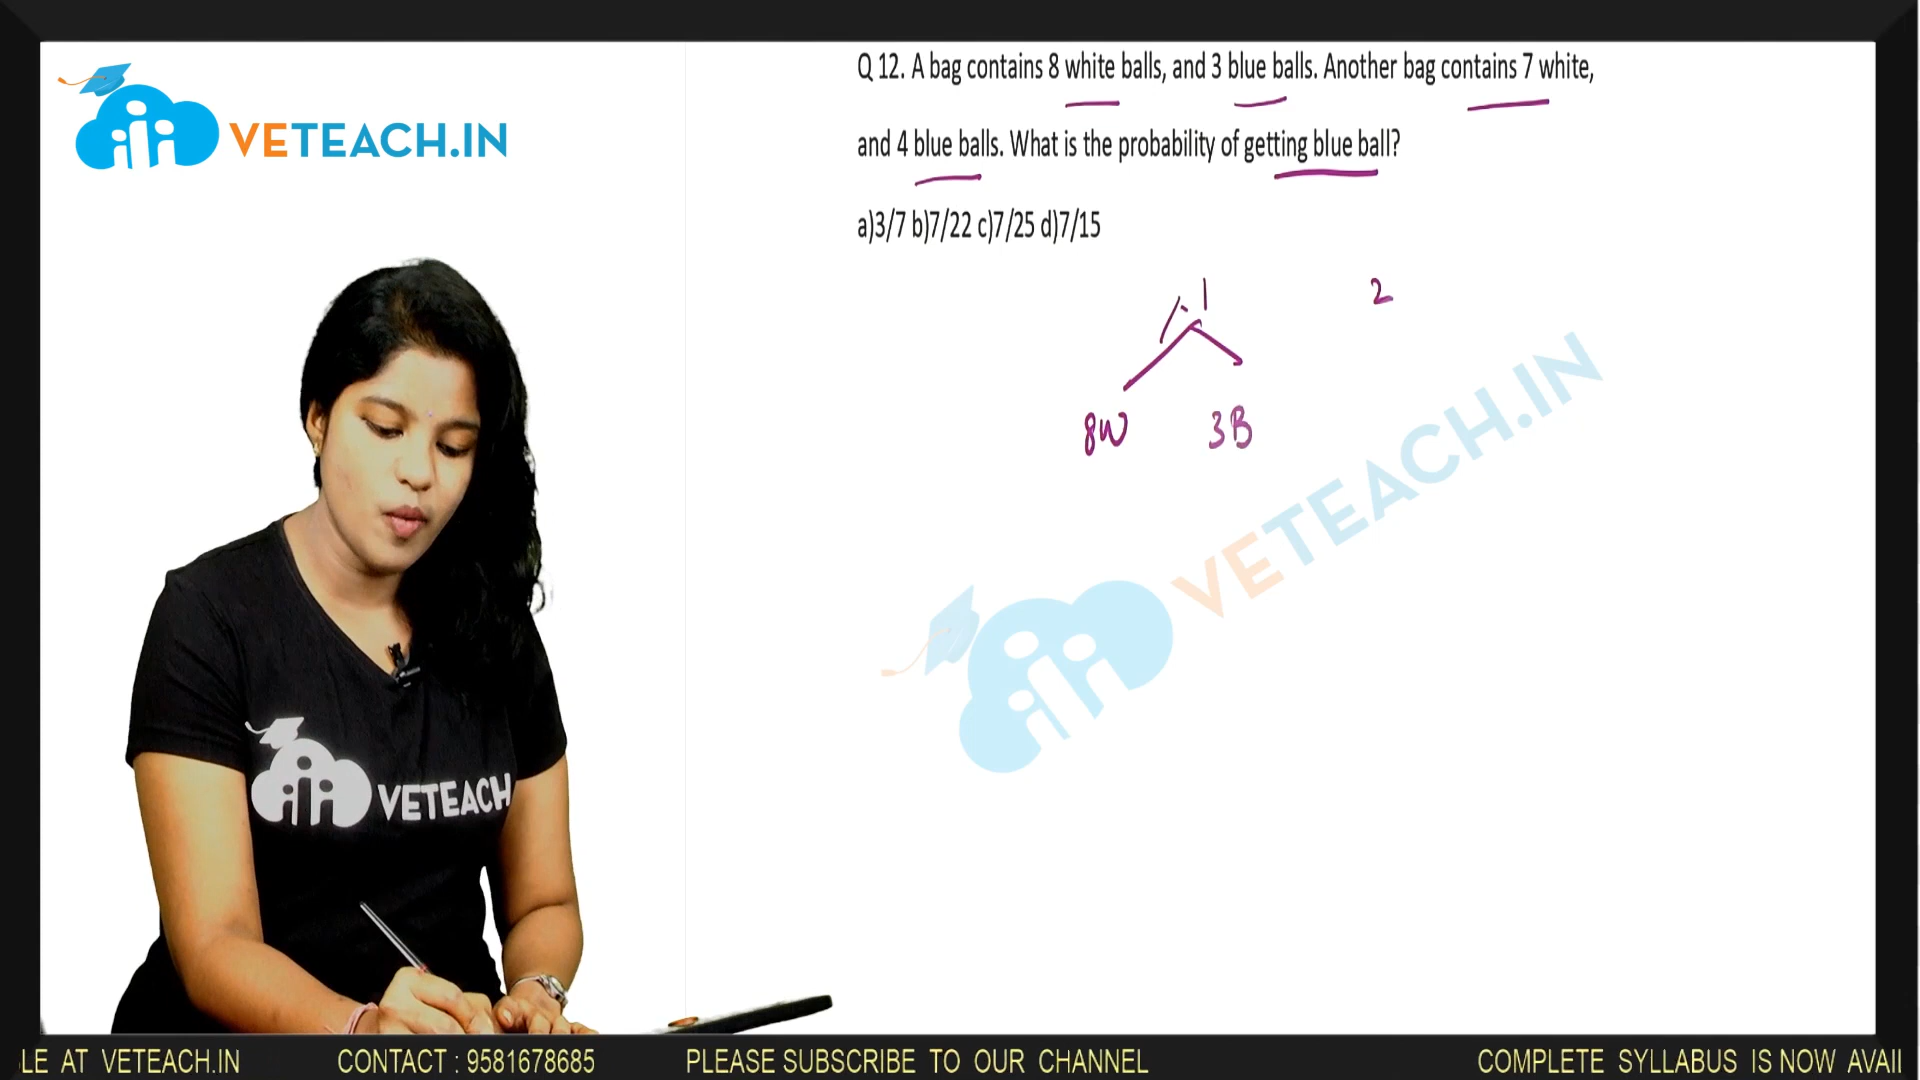 VETEACH.IN
Q 12. A bag contains 8 white balls, and 3 blue balls. Another bag contains 7 white,
and 4 blue balls. What is the probability of getting blue ball?
a)3/7 b)7/22 c)7/25 d)7/15
1 2
8W 3B
VETEACH.IN
VETEACH
LE AT VETEACH.IN CONTACT : 9581678685 PLEASE SUBSCRIBE TO OUR CHANNEL COMPLETE SYLLABUS IS NOW AVAIL